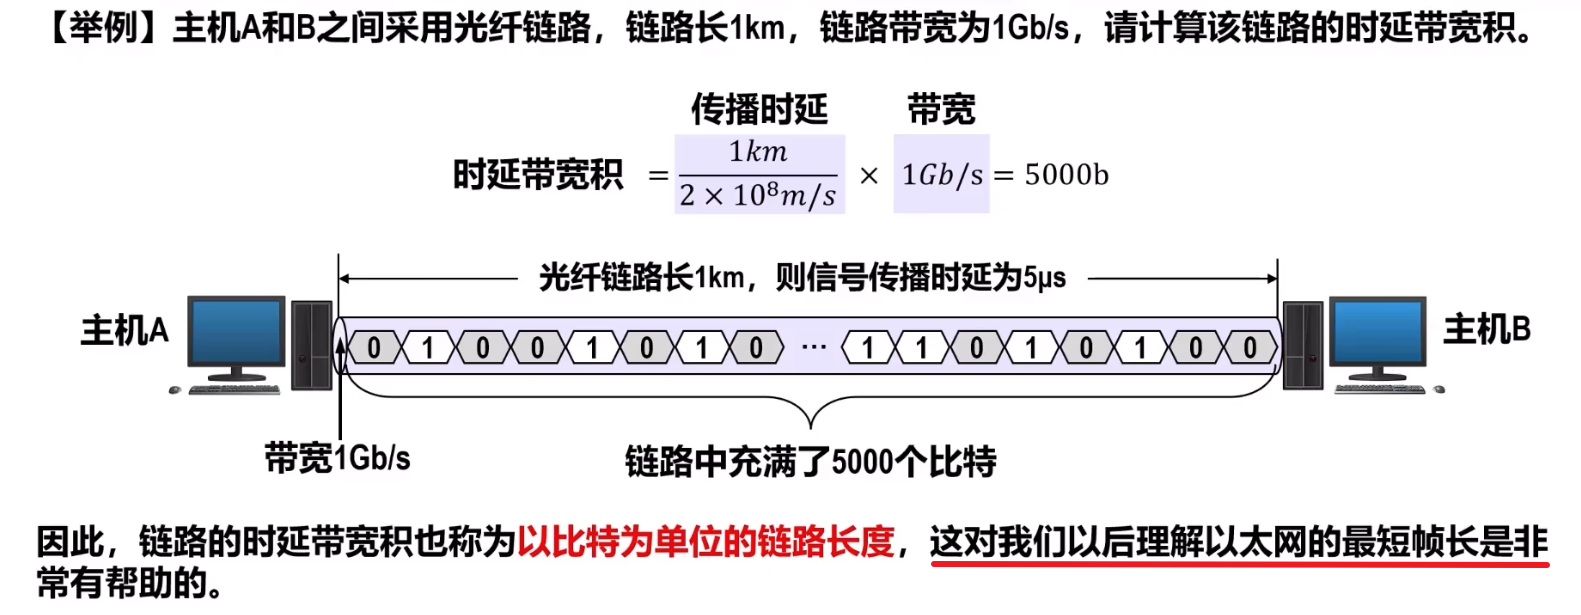 【举例】主机A和B之间采用光纤链路，链路长1km，链路带宽为1Gb/s，请计算该链路的时延带宽积。
传播时延 带宽
时延带宽积 = 1km / 2 × 10⁸m/s × 1Gb/s = 5000b
光纤链路长1km，则信号传播时延为5μs
主机A
0 1 0 0 1 0 1 0 ··· 1 1 0 1 0 1 0 0
主机B
带宽1Gb/s
链路中充满了5000个比特
因此，链路的时延带宽积也称为以比特为单位的链路长度，这对我们以后理解以太网的最短帧长是非
常有帮助的。